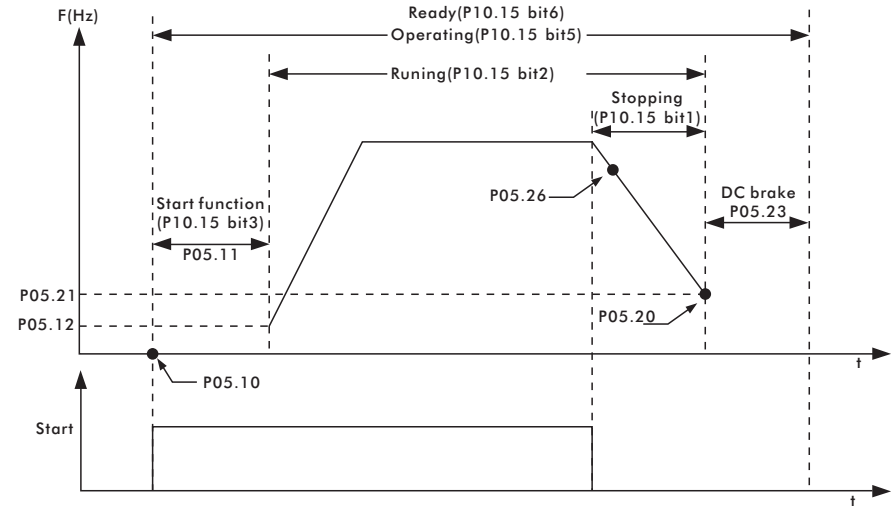 F(Hz)
Ready(P10.15 bit6)
Operating(P10.15 bit5)
Runing(P10.15 bit2)
Stopping
(P10.15 bit1)
P05.26
DC brake
P05.23
Start function
(P10.15 bit3)
P05.11
P05.21
P05.12
P05.20
t
P05.10
Start
t